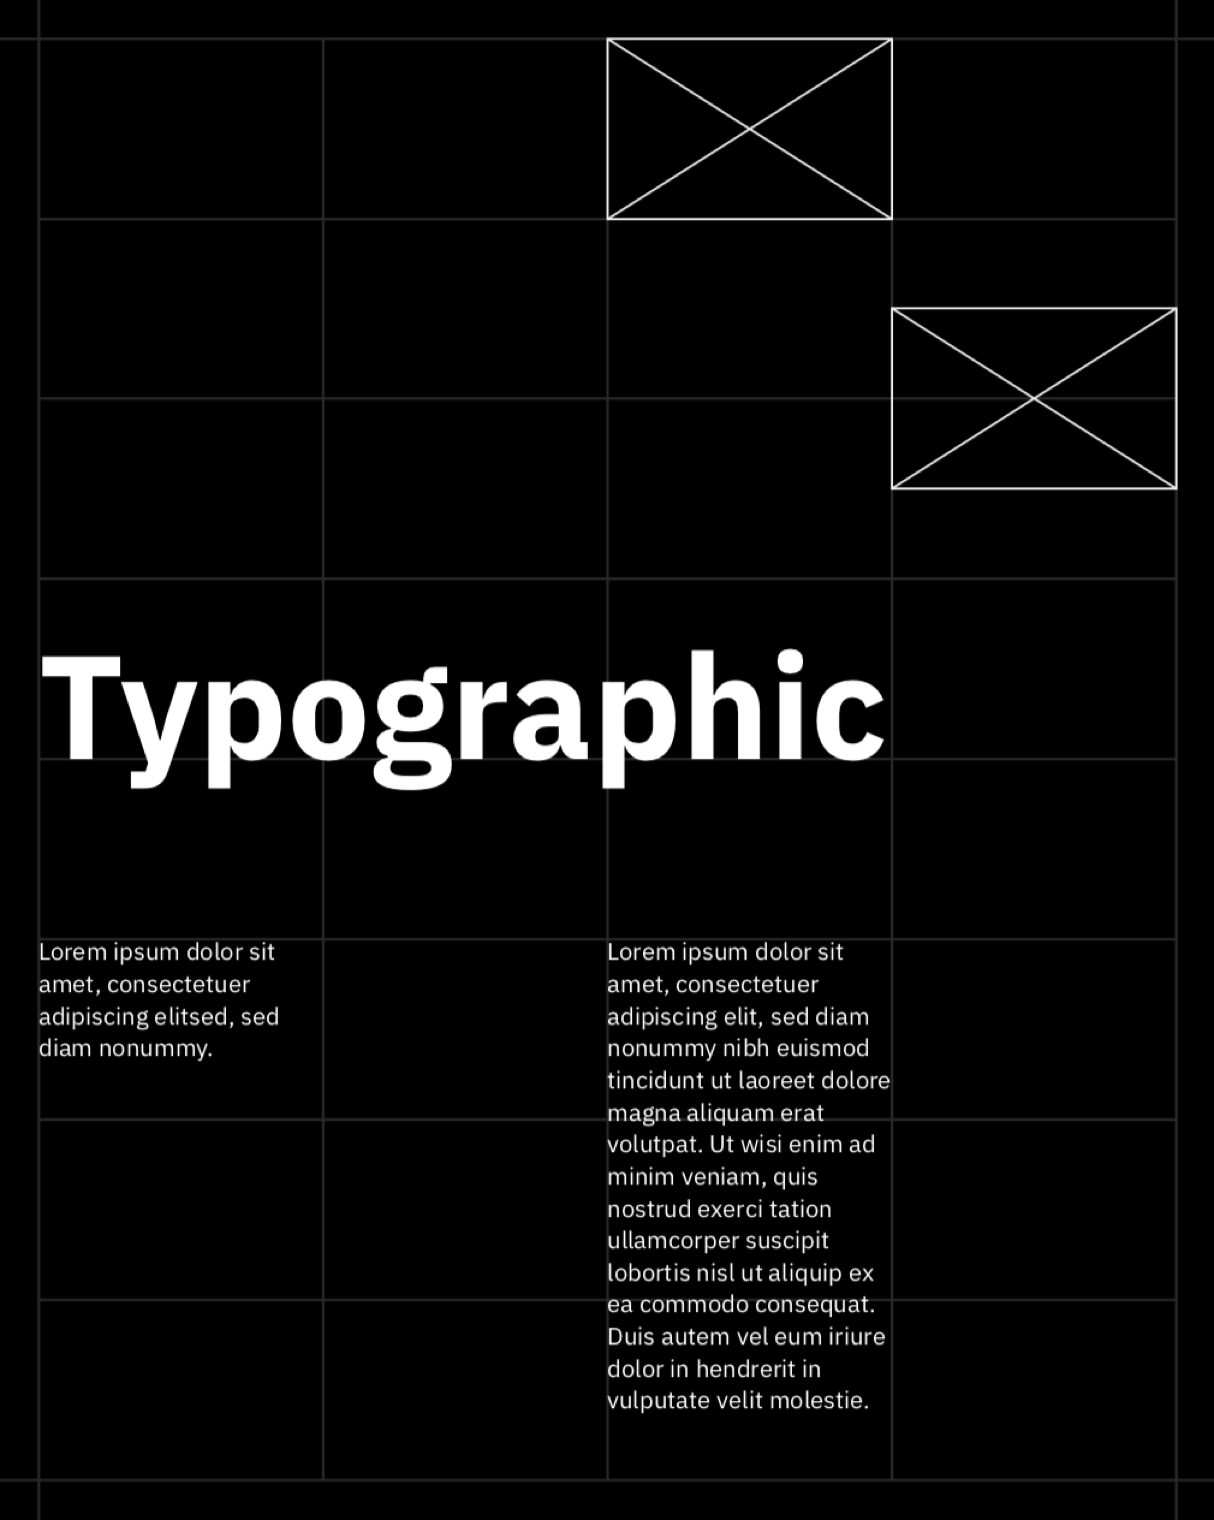 Typographic
Lorem ipsum dolor sit
amet, consectetuer
adipiscing elitsed, sed
diam nonummy.
Lorem ipsum dolor sit
amet, consectetuer
adipiscing elit, sed diam
nonummy nibh euismod
tincidunt ut laoreet dolore
magna aliquam erat
volutpat. Ut wisi enim ad
minim veniam, quis
nostrud exerci tation
ullamcorper suscipit
lobortis nisl ut aliquip ex
ea commodo consequat.
Duis autem vel eum iriure
dolor in hendrerit in
vulputate velit molestie.